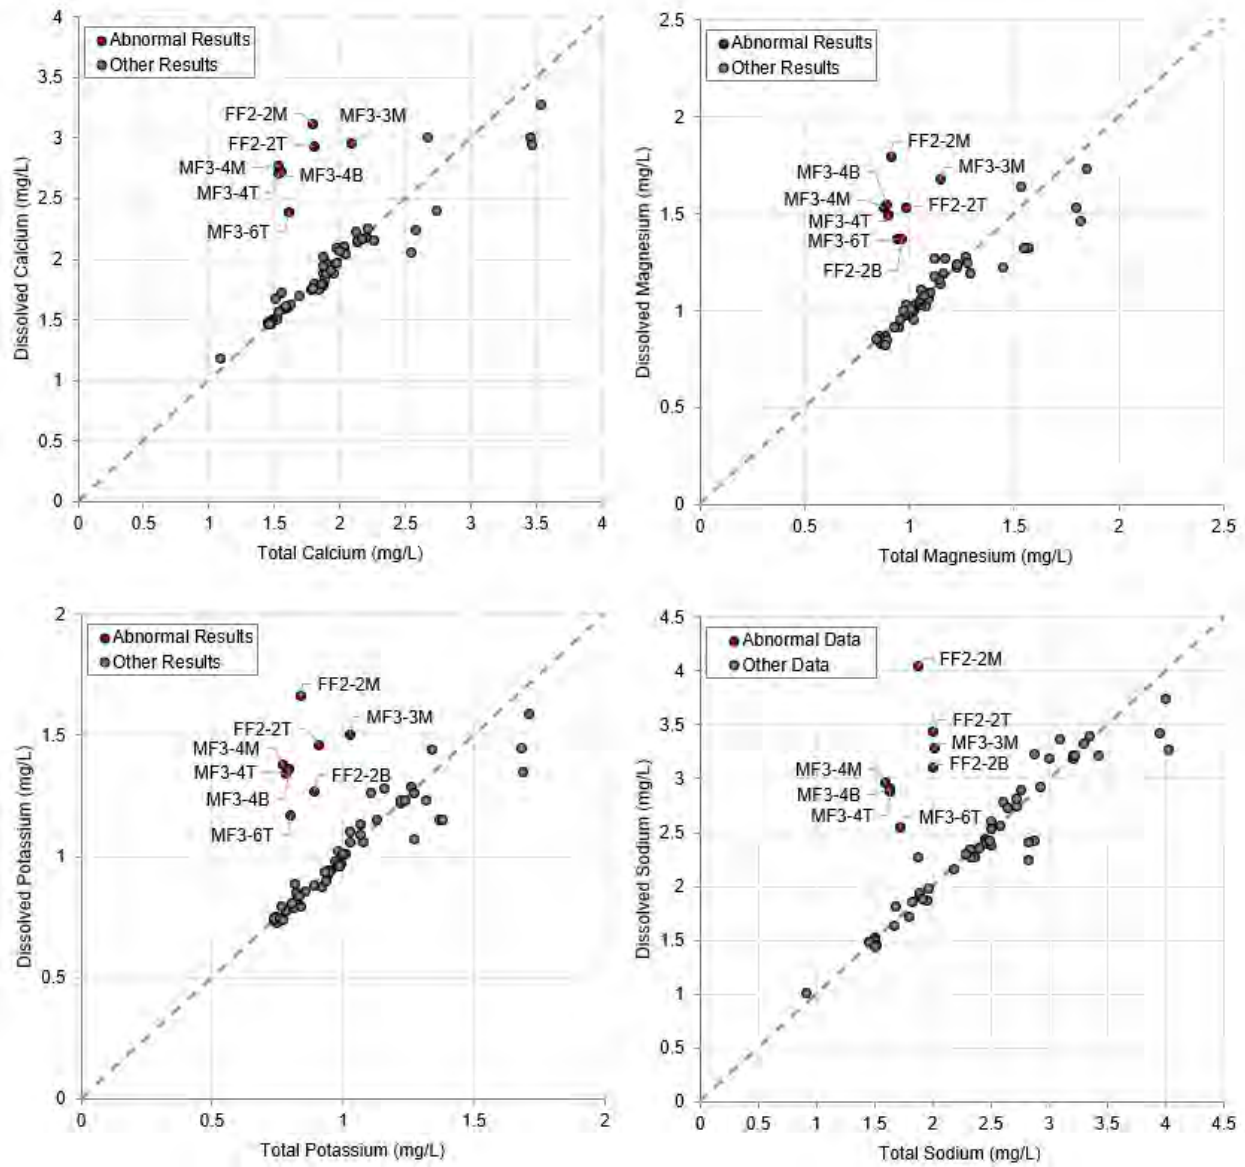 4
3.5
3
2.5
2
1.5
1
0.5
0
Abnormal Results
Other Results
FF2-2M
MF3-3M
FF2-2T
MF3-4M
MF3-4B
MF3-4T
MF3-6T
Dissolved Calcium (mg/L)
0 0.5 1 1.5 2 2.5 3 3.5 4
Total Calcium (mg/L)
2.5
2
1.5
1
0.5
0
Abnormal Results
Other Results
FF2-2M
MF3-4B
MF3-3M
MF3-4M
FF2-2T
MF3-4T
MF3-6T
FF2-2B
Dissolved Magnesium (mg/L)
0 0.5 1 1.5 2 2.5
Total Magnesium (mg/L)
2
1.5
1
0.5
0
Abnormal Results
Other Results
FF2-2M
MF3-3M
FF2-2T
MF3-4M
MF3-4T
FF2-2B
MF3-4B
MF3-6T
Dissolved Potassium (mg/L)
0 0.5 1 1.5 2
Total Potassium (mg/L)
4.5
4
3.5
3
2.5
2
1.5
1
0.5
0
Abnormal Data
Other Data
FF2-2M
FF2-2T
MF3-3M
FF2-2B
MF3-4M
MF3-4B
MF3-4T
MF3-6T
Dissolved Sodium (mg/L)
0 0.5 1 1.5 2 2.5 3 3.5 4 4.5
Total Sodium (mg/L)